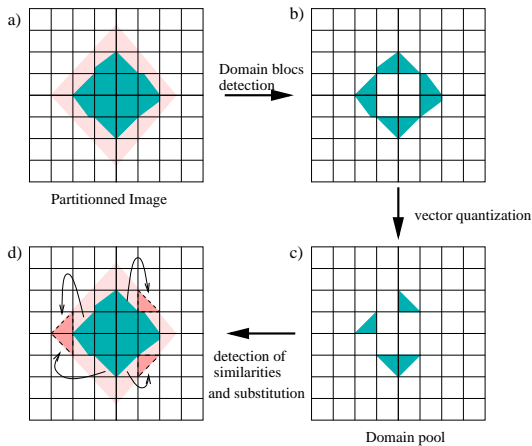 a)
b)
Domain blocs
detection
Partitionned Image
vector quantization
d)
c)
detection of
similarities
and substitution
Domain pool